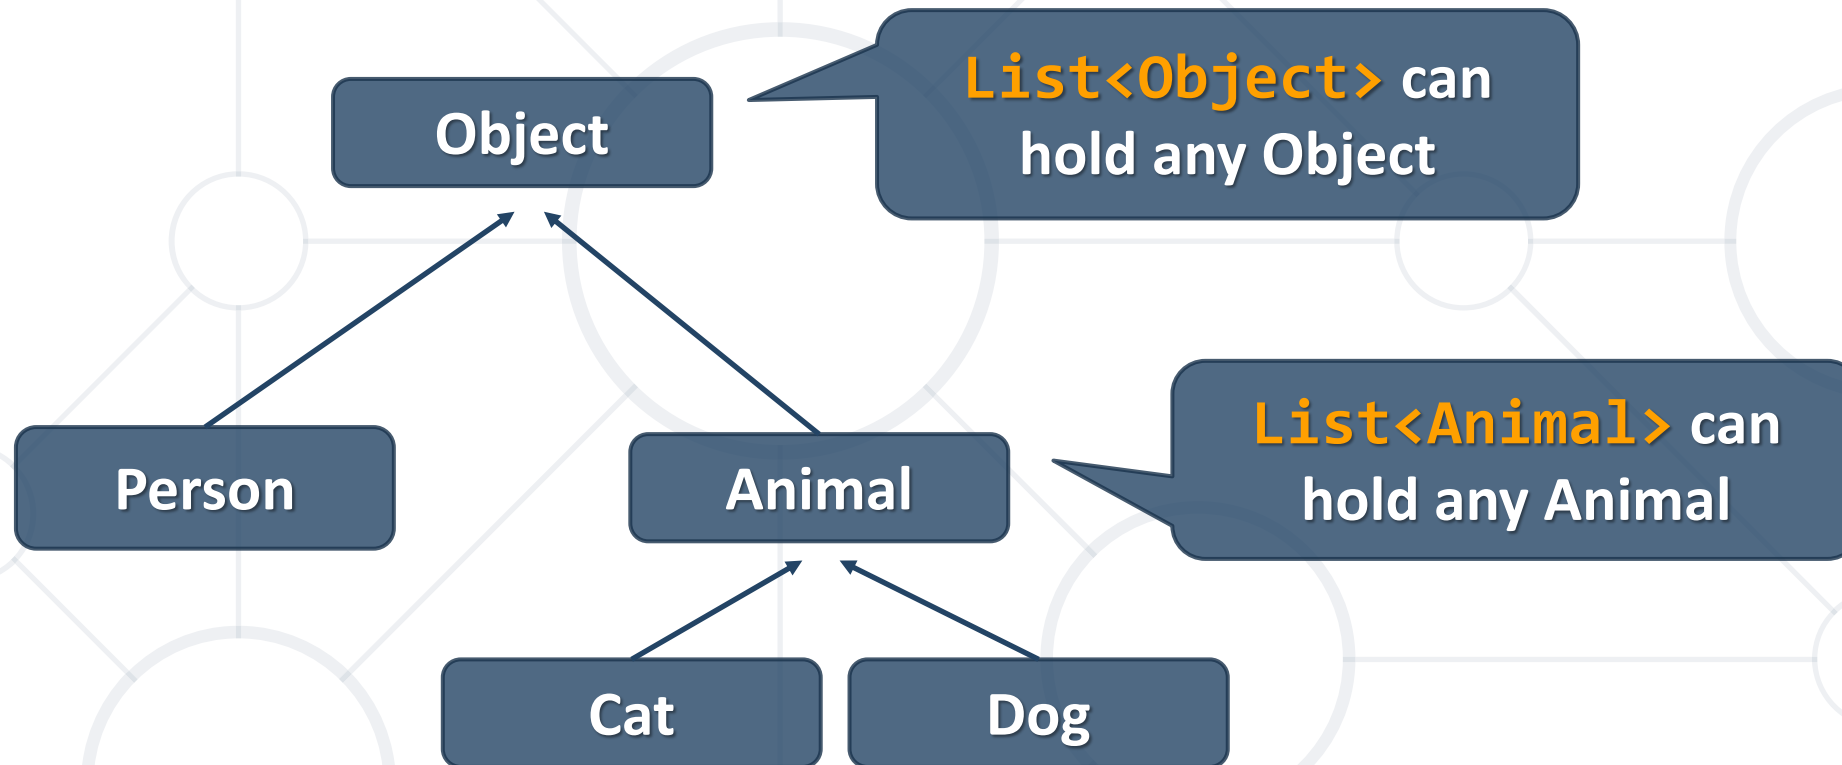 Object
List<Object> can
hold any Object
Person
Animal
List<Animal> can
hold any Animal
Cat
Dog